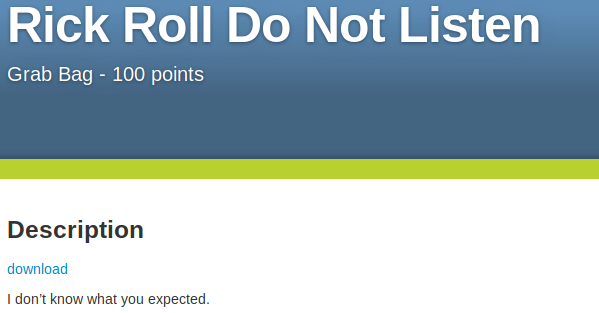 Rick Roll Do Not Listen
Grab Bag - 100 points
Description
download
I don’t know what you expected.